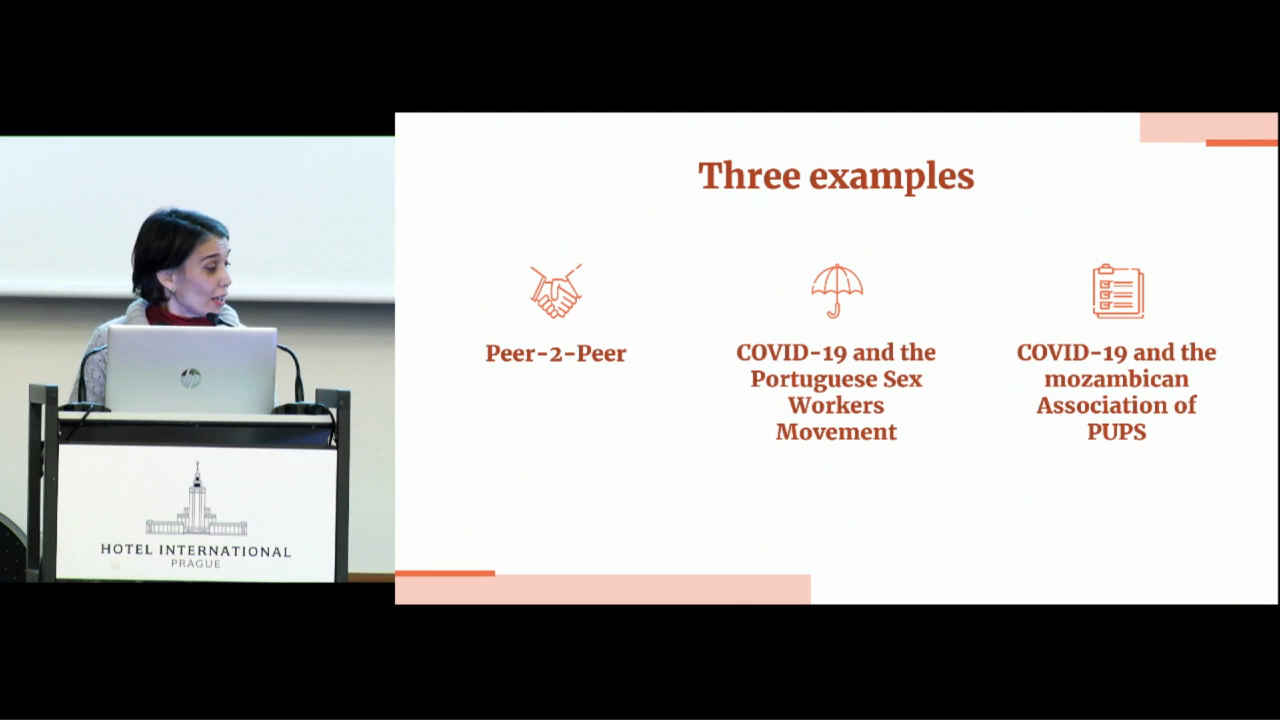 Three examples
Peer-2-Peer
COVID-19 and the
Portuguese Sex
Workers
Movement
COVID-19 and the
mozambican
Association of
PUPS
hp
HOTEL INTERNATIONAL
PRAGUE